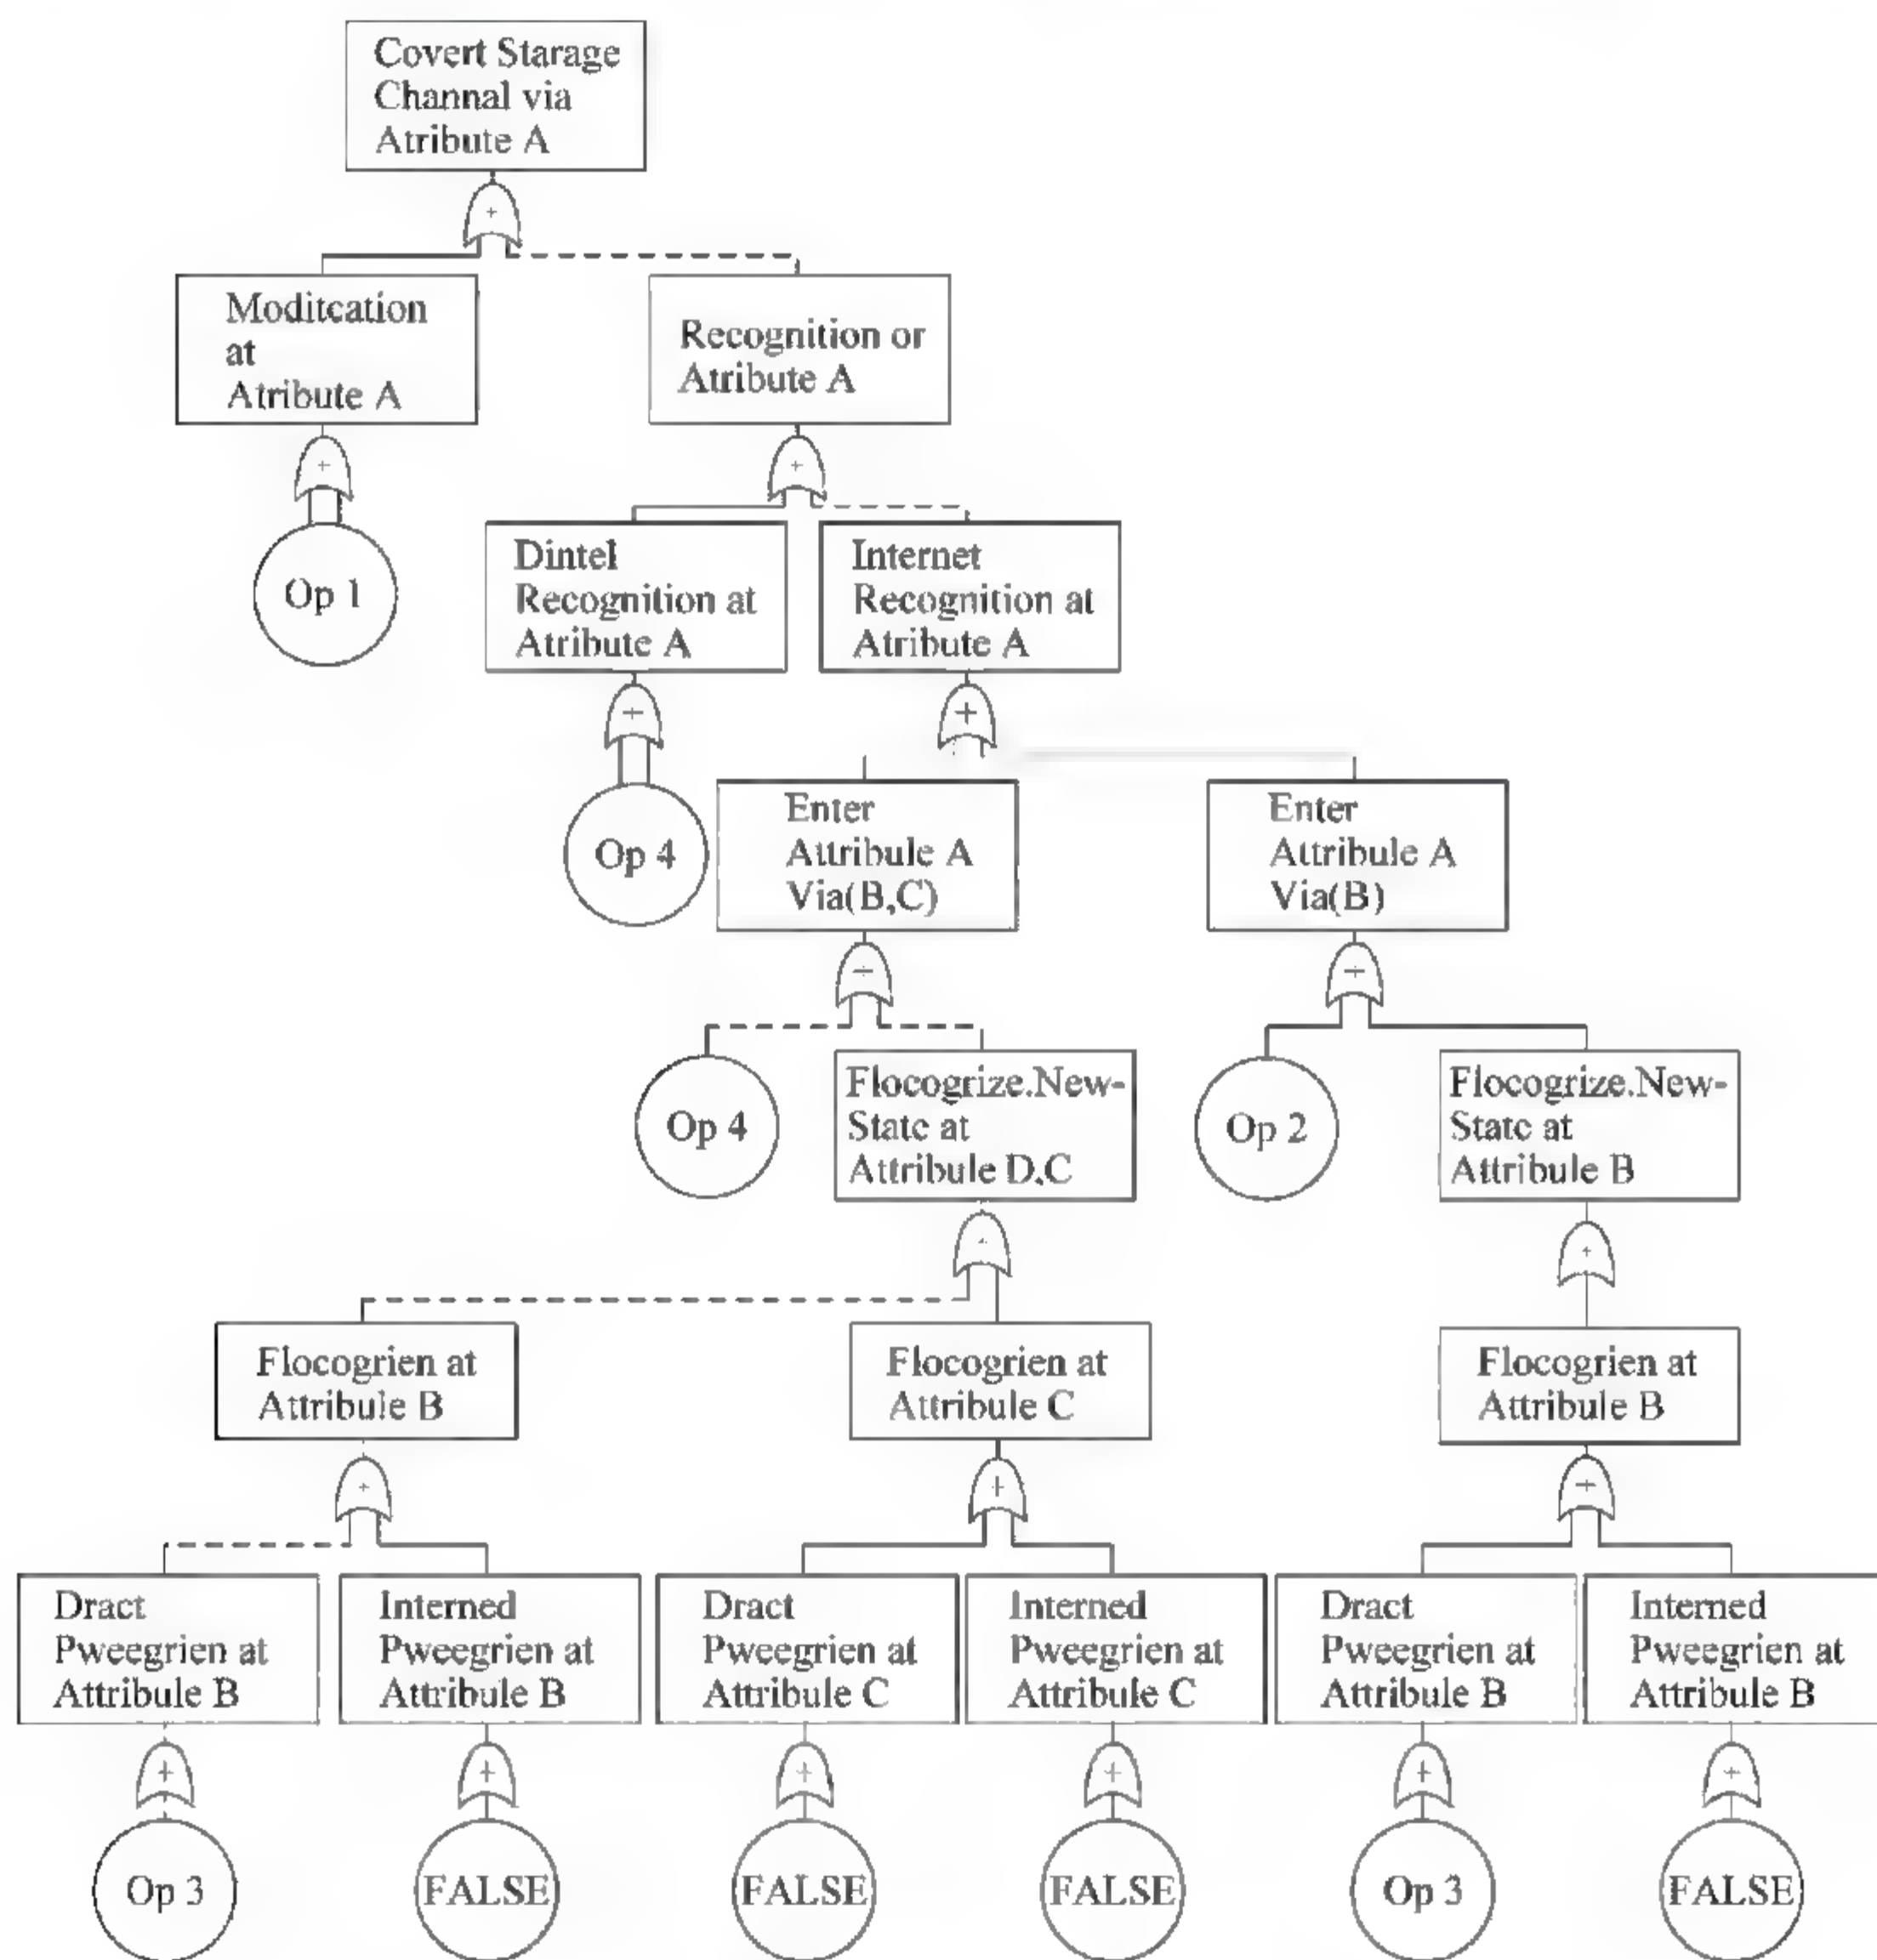 Covert Starage
Channal via
Atribute A
Moditcation
at
Atribute A
Recognition or
Atribute A
Op 1
Dintel
Recognition at
Atribute A
Internet
Recognition at
Atribute A
Op 4
Enter
Attribule A
Via(B,C)
Enter
Attribule A
Via(B)
Op 4
Flocogrize.New-
State at
Attribule D,C
Op 2
Flocogrize.New-
State at
Attribule B
Flocogrien at
Attribule B
Flocogrien at
Attribule C
Flocogrien at
Attribule B
Dract
Pweegrien at
Attribule B
Interned
Pweegrien at
Attribule B
Dract
Pweegrien at
Attribule C
Interned
Pweegrien at
Attribule C
Dract
Pweegrien at
Attribule B
Interned
Pweegrien at
Attribule B
Op 3
FALSE
FALSE
FALSE
Op 3
FALSE